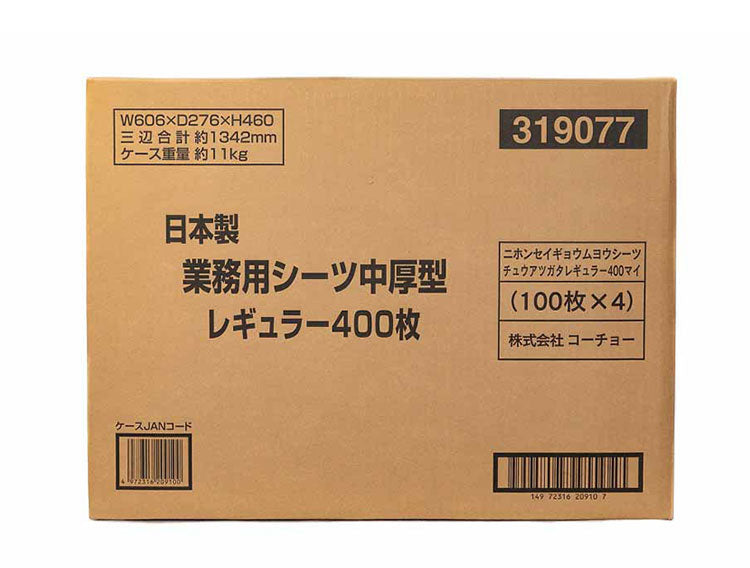 W606×D276×H460
三辺合計約1342mm
ケース重量 約11kg
319077
日本製
業務用シーツ中厚型
レギュラー400枚
ニホンセイギョウムヨウシーツ
チュウアツガタレギュラー400マイ
(100枚×4)
株式会社 コーチョー
ケースJANコード
4 972316 209100
149 72316 20910 7